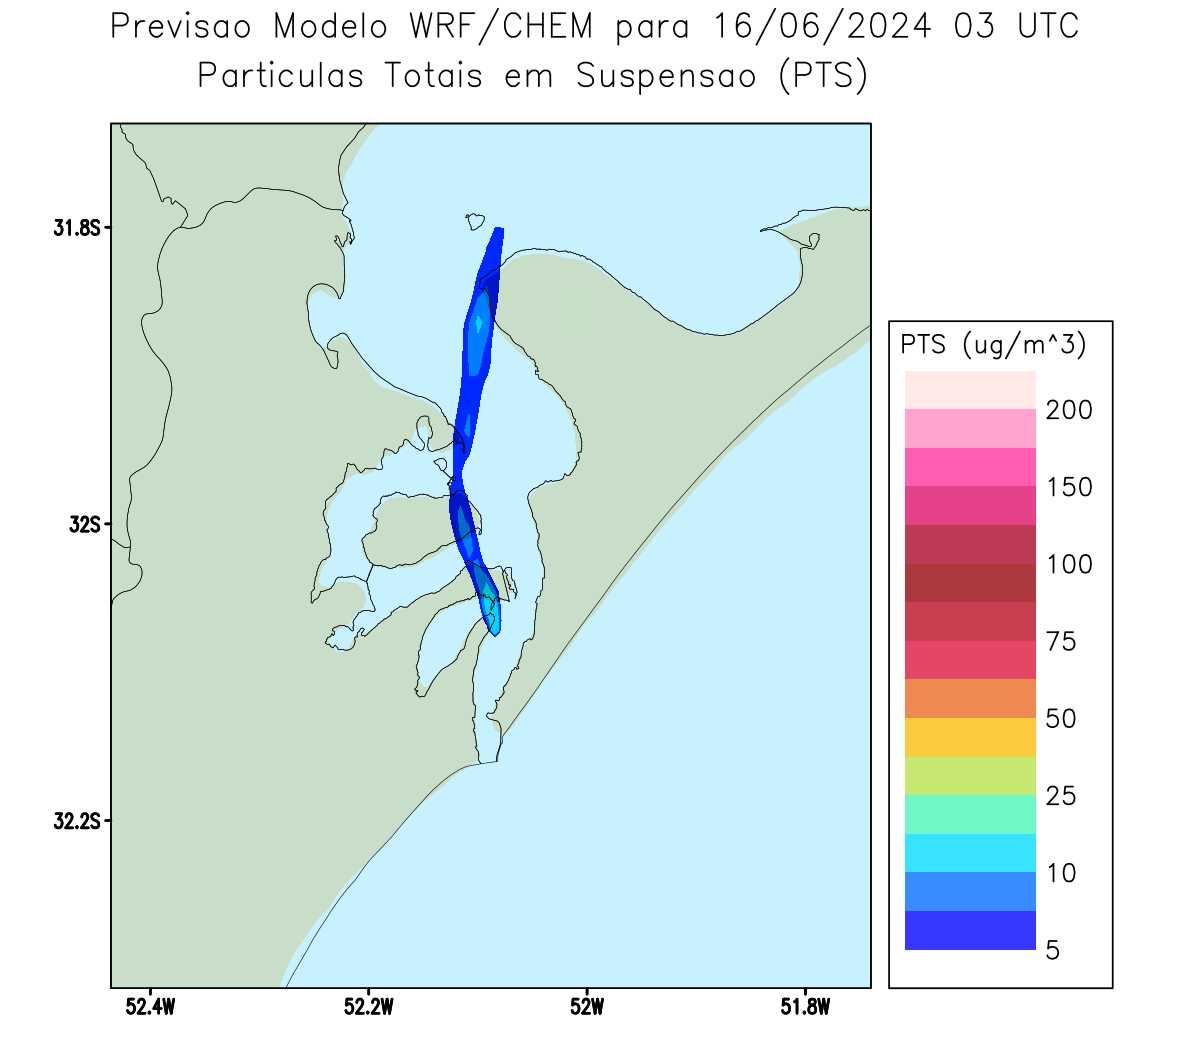 Previsao Modelo WRF/CHEM para 16/06/2024 03 UTC
Particulas Totais em Suspensao (PTS)
31.8S
32S
32.2S
52.4W
52.2W
52W
51.8W
PTS (ug/m^3)
200
150
100
75
50
25
10
5